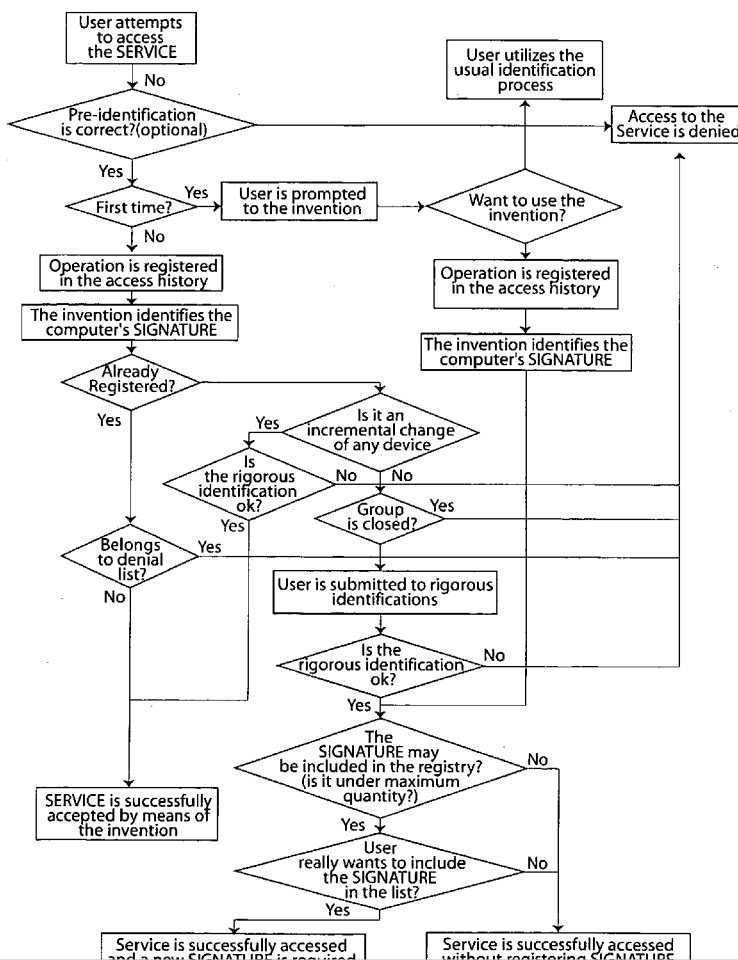 User attempts
to access
the SERVICE
No
User utilizes the
usual identification
process
Pre-identification
is correct?(optional)
Access to the
Service is denied
Yes
First time?
Yes
User is prompted
to the invention
Want to use the
invention?
No
Operation is registered
in the access history
Operation is registered
in the access history
The invention identifies the
computer's SIGNATURE
The invention identifies the
computer's SIGNATURE
Already
Registered?
Yes
Is it an
incremental change
of any device
Yes
No
Is
the rigorous
identification
ok?
No
Yes
Group
is closed?
Yes
Belongs
to denial
list?
Yes
No
User is submitted to rigorous
identifications
Is the
rigorous identification
ok?
No
Yes
The
SIGNATURE may
be included in the registry?
(is it under maximum
quantity?)
No
Yes
SERVICE is successfully
accepted by means of
the invention
User
really wants to include
the SIGNATURE
in the list?
No
Yes
Service is successfully accessed
and a new SIGNATURE is required
Service is successfully accessed
without registering SIGNATURE